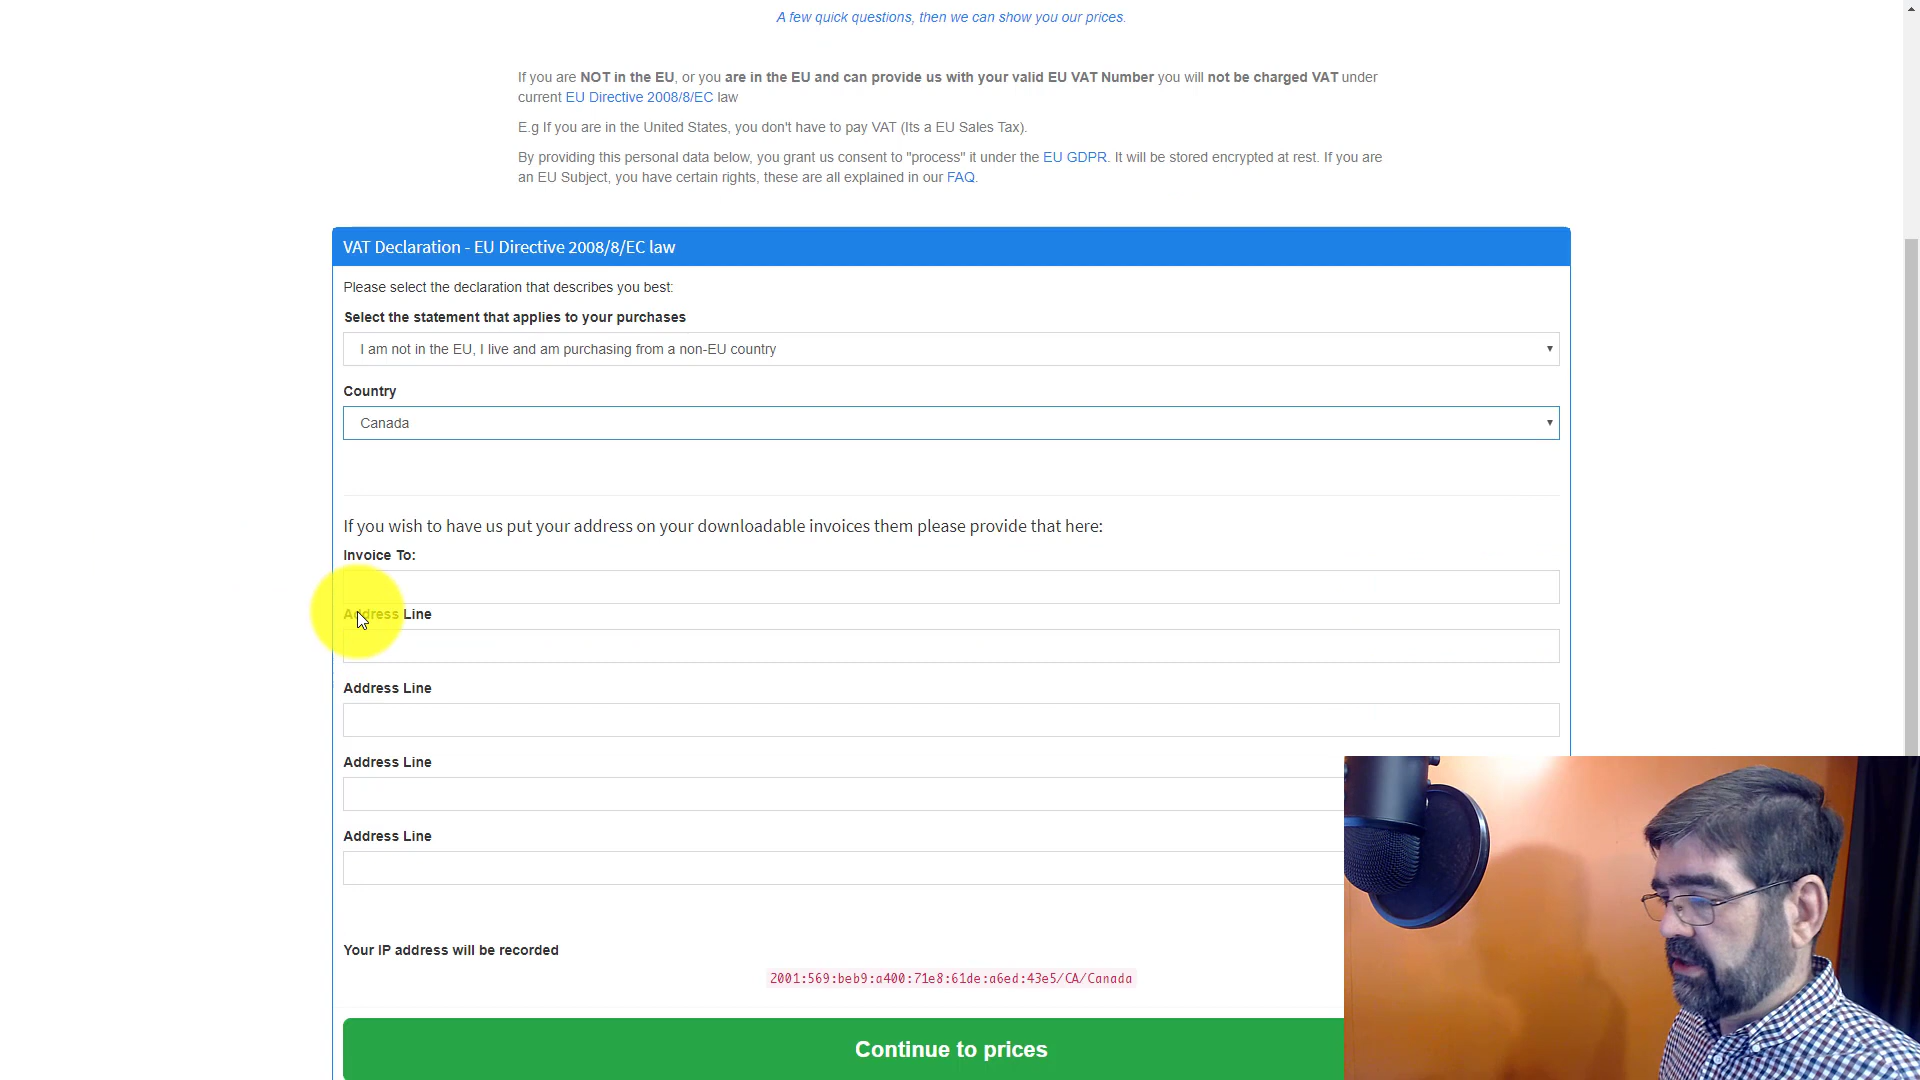 A few quick questions, then we can show you our prices.
If you are NOT in the EU, or you are in the EU and can provide us with your valid EU VAT Number you will not be charged VAT under
current EU Directive 2008/8/EC law
E.g If you are in the United States, you don't have to pay VAT (Its a EU Sales Tax).
By providing this personal data below, you grant us consent to "process" it under the EU GDPR. It will be stored encrypted at rest. If you are
an EU Subject, you have certain rights, these are all explained in our FAQ.
VAT Declaration - EU Directive 2008/8/EC law
Please select the declaration that describes you best:
Select the statement that applies to your purchases
I am not in the EU, I live and am purchasing from a non-EU country
Country
Canada
If you wish to have us put your address on your downloadable invoices them please provide that here:
Invoice To:
Address Line
Address Line
Address Line
Address Line
Your IP address will be recorded
2001:569:beb9:a400:71e8:61de:a6ed:43e5/CA/Canada
Continue to prices